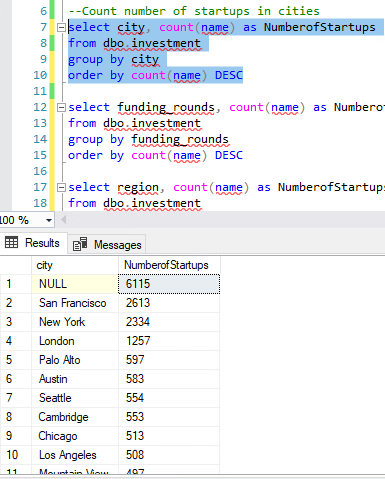 6 --Count number of startups in cities
7 select city, count(name) as NumberofStartups
8 from dbo.investment
9 group by city
10 order by count(name) DESC
11
12 select funding_rounds, count(name) as Numberof
13 from dbo.investment
14 group by funding_rounds
15 order by count(name) DESC
16
17 select region, count(name) as NumberofStartups
18 from dbo.investment
100 %
Results Messages
city NumberofStartups
1 NULL 6115
2 San Francisco 2613
3 New York 2334
4 London 1257
5 Palo Alto 597
6 Austin 583
7 Seattle 554
8 Cambridge 553
9 Chicago 513
10 Los Angeles 508
11 Mountain View 497